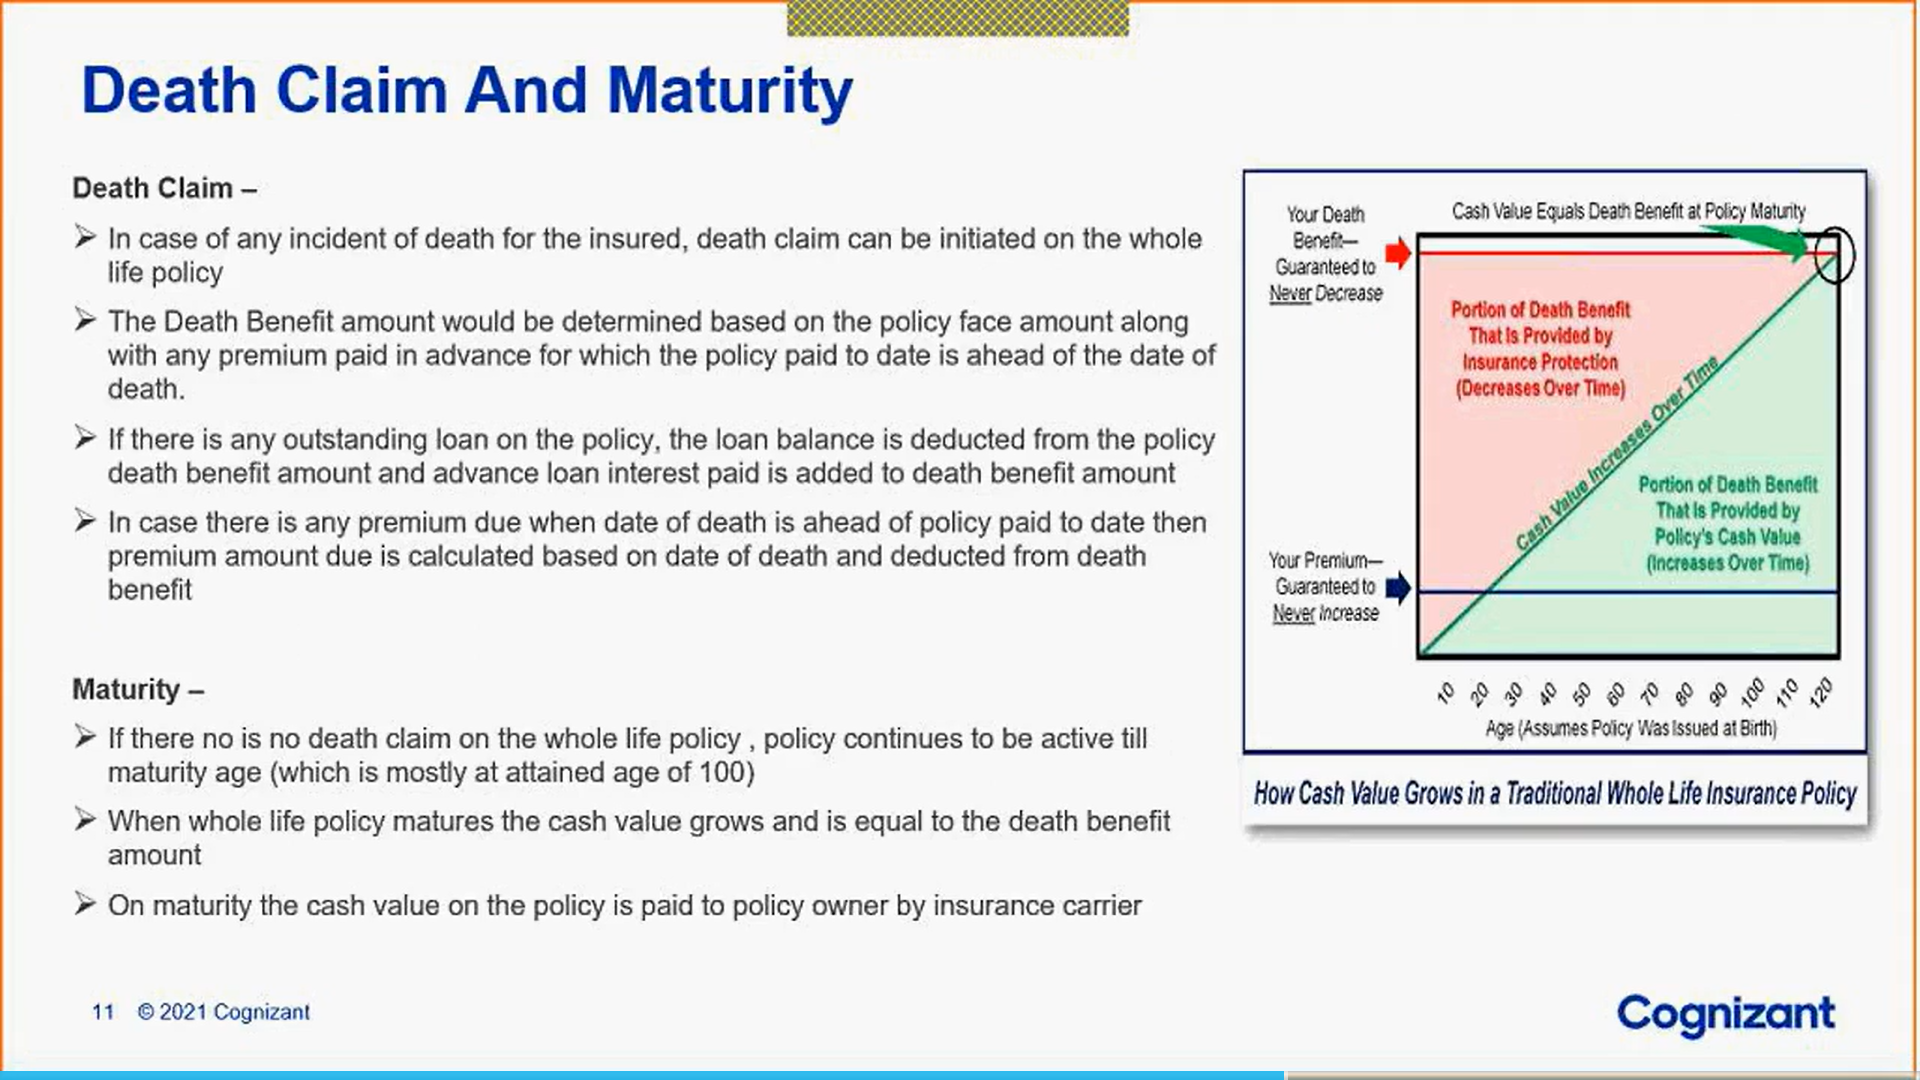 Death Claim And Maturity
Death Claim –
In case of any incident of death for the insured, death claim can be initiated on the whole
life policy
The Death Benefit amount would be determined based on the policy face amount along
with any premium paid in advance for which the policy paid to date is ahead of the date of
death.
If there is any outstanding loan on the policy, the loan balance is deducted from the policy
death benefit amount and advance loan interest paid is added to death benefit amount
In case there is any premium due when date of death is ahead of policy paid to date then
premium amount due is calculated based on date of death and deducted from death
benefit
Maturity –
If there no is no death claim on the whole life policy , policy continues to be active till
maturity age (which is mostly at attained age of 100)
When whole life policy matures the cash value grows and is equal to the death benefit
amount
On maturity the cash value on the policy is paid to policy owner by insurance carrier
Cash Value Equals Death Benefit at Policy Maturity
Your Death
Benefit—
Guaranteed to
Never Decrease
Portion of Death Benefit
That Is Provided by
Insurance Protection
(Decreases Over Time)
Cash Value Increases Over Time
Portion of Death Benefit
That Is Provided by
Policy's Cash Value
(Increases Over Time)
Your Premium—
Guaranteed to
Never Increase
10 20 30 40 50 60 70 80 90 100 110 120
Age (Assumes Policy Was Issued at Birth)
How Cash Value Grows in a Traditional Whole Life Insurance Policy
11 © 2021 Cognizant
Cognizant